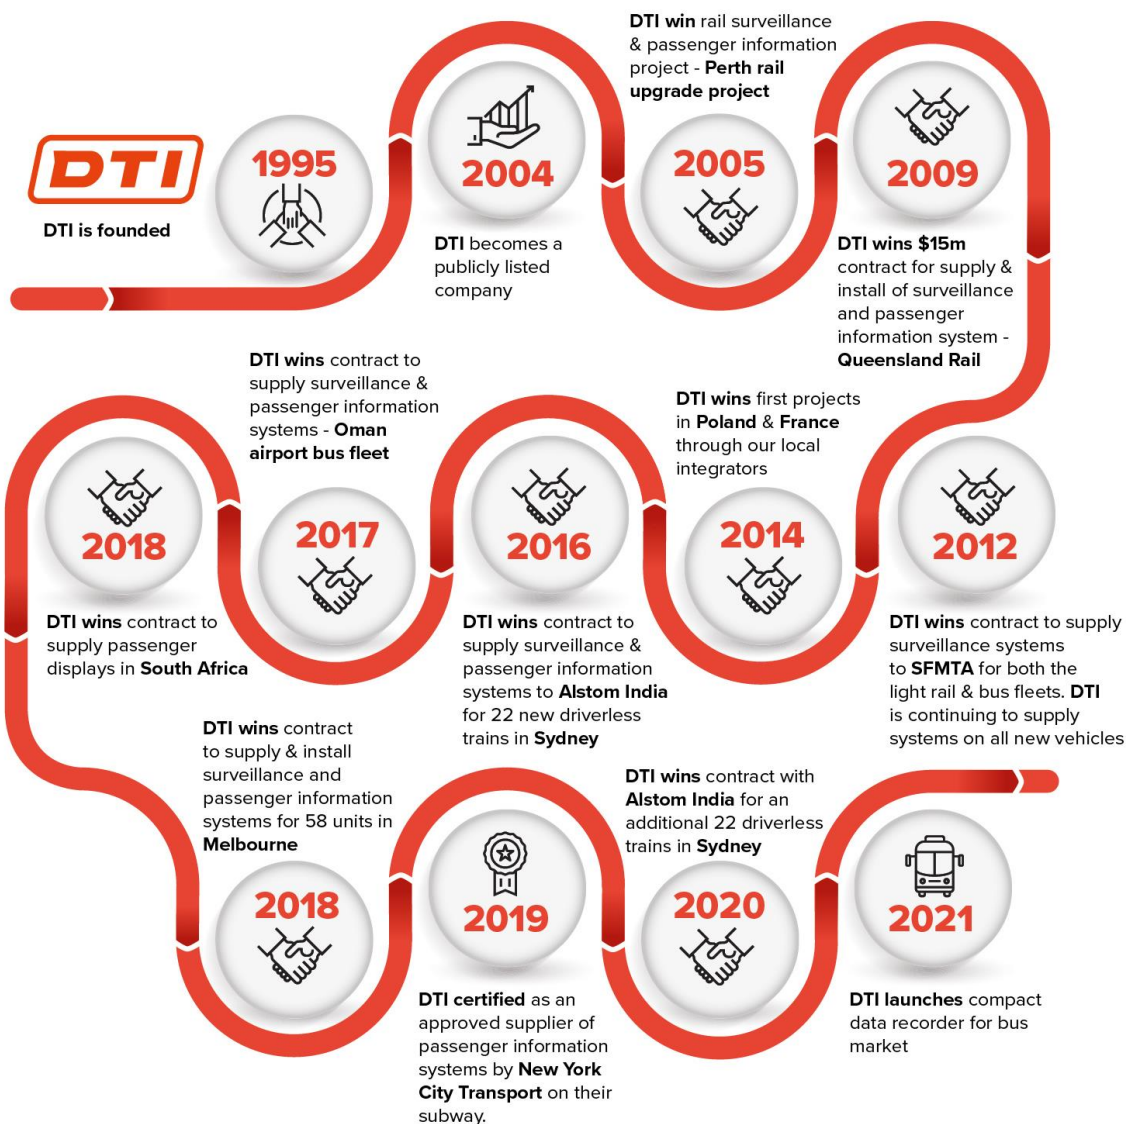 DTI
DTI is founded
1995
2004
DTI becomes a
publicly listed
company
DTI win rail surveillance
& passenger information
project - Perth rail
upgrade project
2005
2009
DTI wins $15m
contract for supply &
install of surveillance
and passenger
information system -
Queensland Rail
2012
DTI wins contract to supply
surveillance systems
to SFMTA for both the
light rail & bus fleets. DTI
is continuing to supply
systems on all new vehicles
DTI wins first projects
in Poland & France
through our local
integrators
2014
2016
DTI wins contract to
supply surveillance &
passenger information
systems to Alstom India
for 22 new driverless
trains in Sydney
DTI wins contract to
supply surveillance &
passenger information
systems - Oman
airport bus fleet
2017
2018
DTI wins contract to
supply passenger
displays in South Africa
DTI wins contract
to supply & install
surveillance and
passenger information
systems for 58 units in
Melbourne
2018
2019
DTI certified as an
approved supplier of
passenger information
systems by New York
City Transport on their
subway.
DTI wins contract with
Alstom India for an
additional 22 driverless
trains in Sydney
2020
2021
DTI launches compact
data recorder for bus
market